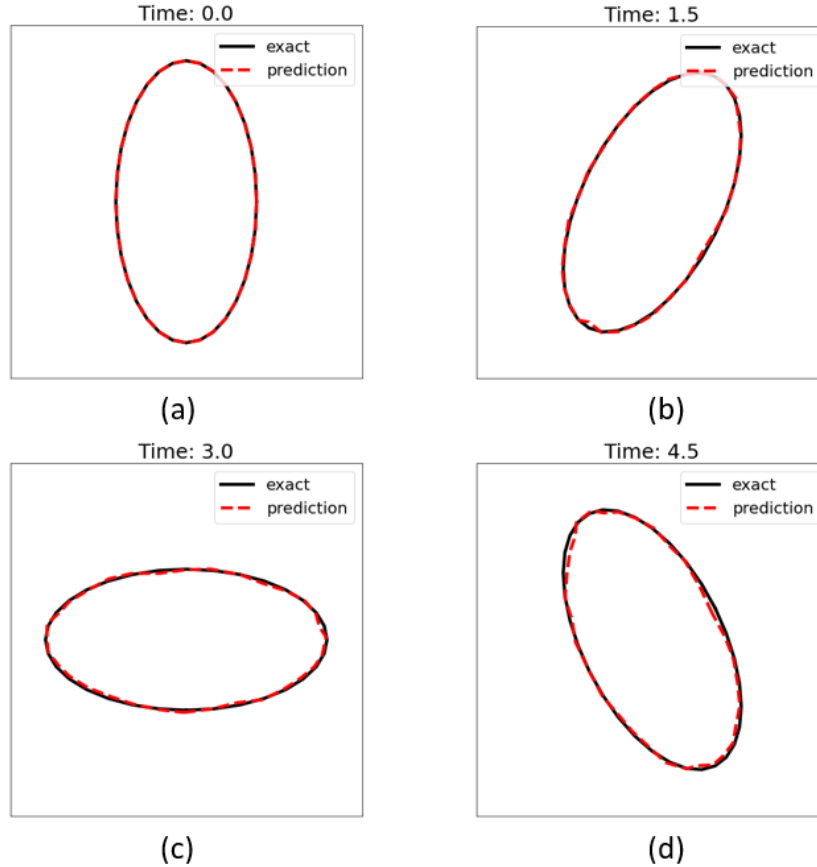 Time: 0.0
exact
prediction
(a)
Time: 1.5
exact
prediction
(b)
Time: 3.0
exact
prediction
(c)
Time: 4.5
exact
prediction
(d)